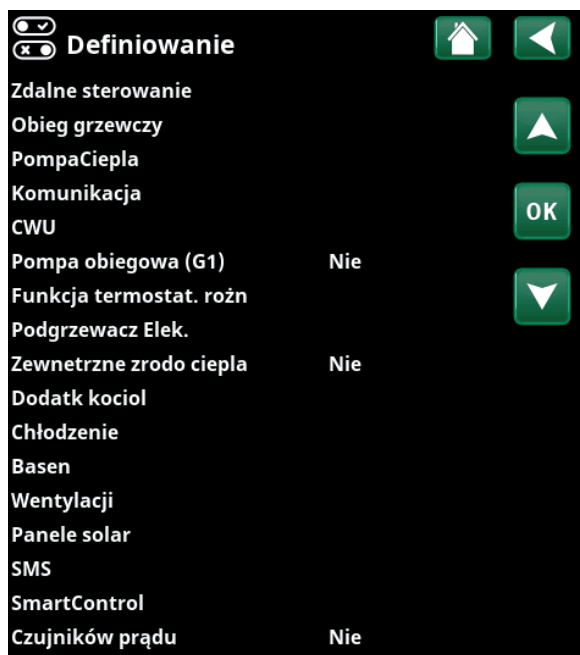 Definiowanie
Zdalne sterowanie
Obieg grzewczy
PompaCiepla
Komunikacja
CWU
OK
Pompa obiegowa (G1) Nie
Funkcja termostat. rożn
Podgrzewacz Elek.
Zewnetrzne zrodo ciepla Nie
Dodatk kociol
Chłodzenie
Basen
Wentylacji
Panele solar
SMS
SmartControl
Czujników prądu Nie